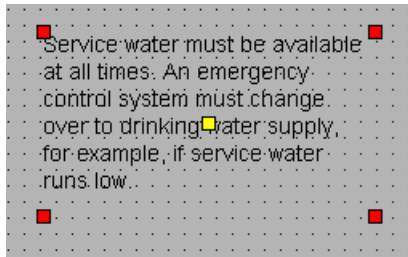 Service water must be available
at all times. An emergency
control system must change
over to drinking water supply,
for example, if service water
runs low.